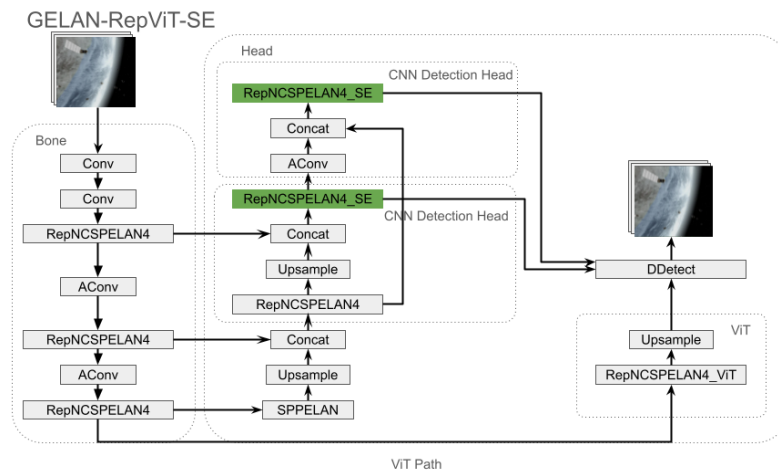 GELAN-RepViT-SE
Bone
Conv
Conv
RepNCSPELAN4
AConv
RepNCSPELAN4
AConv
RepNCSPELAN4
Head
CNN Detection Head
RepNCSPELAN4_SE
Concat
AConv
RepNCSPELAN4_SE
CNN Detection Head
Concat
Upsample
RepNCSPELAN4
Concat
Upsample
SPPELAN
DDetect
ViT
Upsample
RepNCSPELAN4_ViT
ViT Path